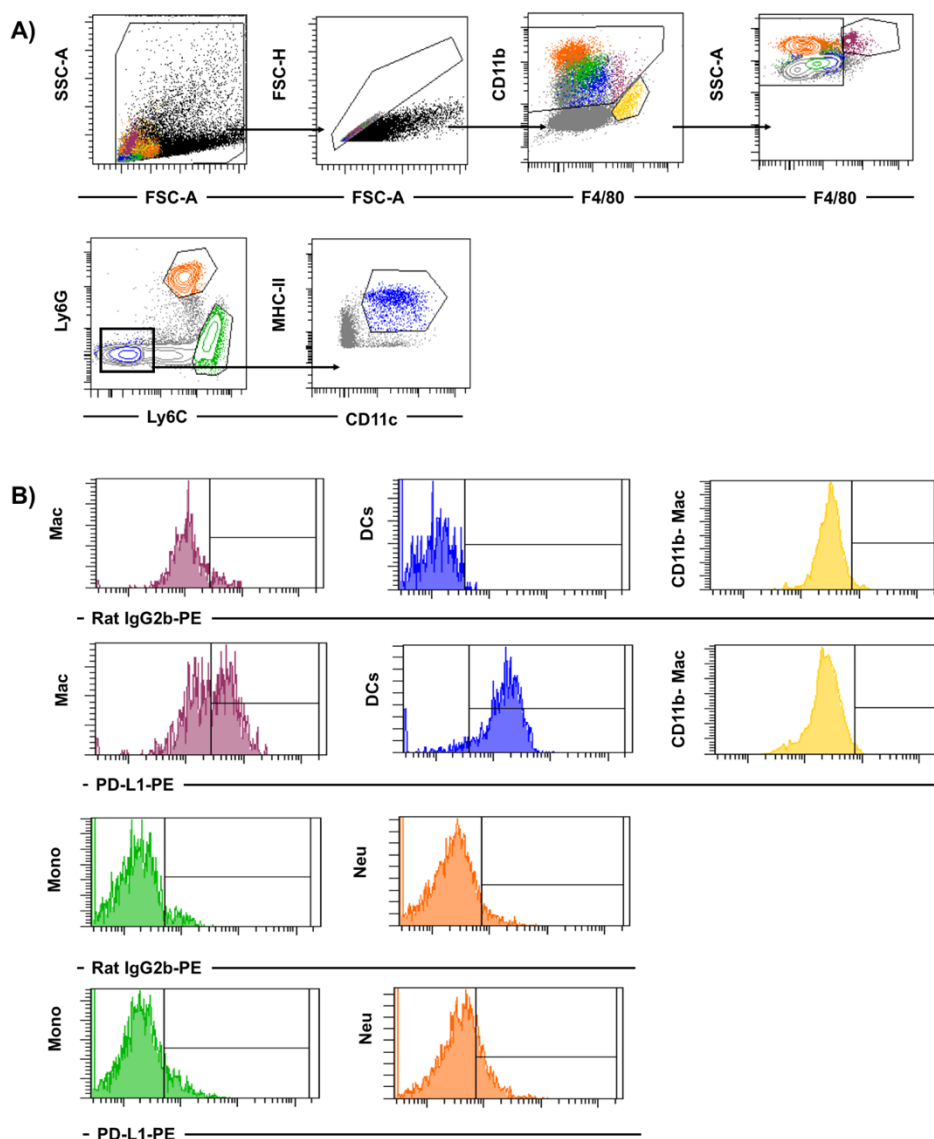 A)
SSC-A
FSC-A
FSC-H
FSC-A
CD11b
F4/80
SSC-A
F4/80
Ly6G
Ly6C
MHC-II
CD11c
B)
Mac
DCs
CD11b- Mac
Rat IgG2b-PE
Mac
DCs
CD11b- Mac
PD-L1-PE
Mono
Neu
Rat IgG2b-PE
Mono
Neu
PD-L1-PE